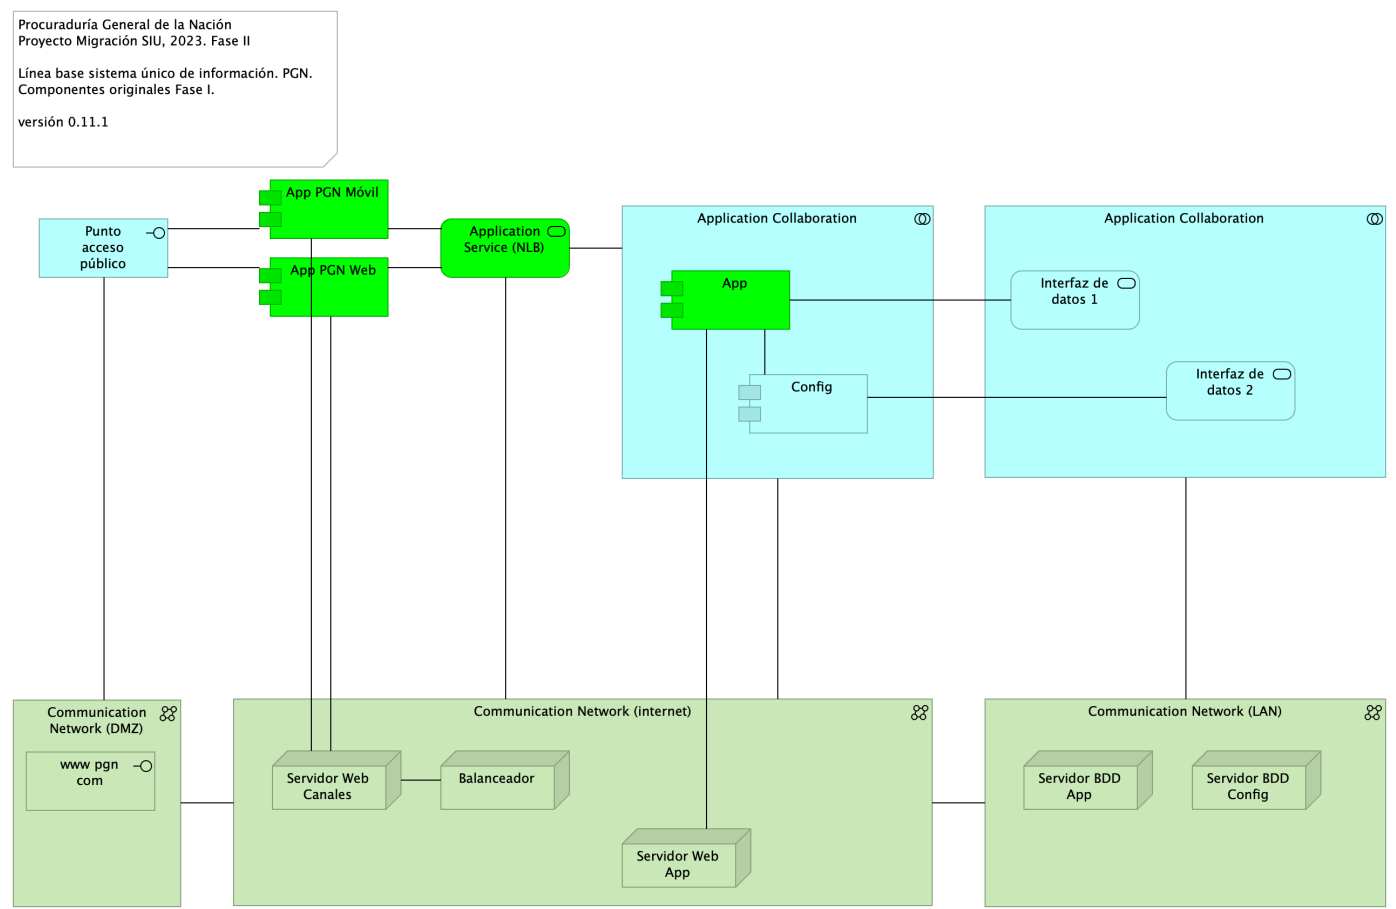 Procuraduría General de la Nación
Proyecto Migración SIU, 2023. Fase II
Línea base sistema único de información. PGN.
Componentes originales Fase I.
versión 0.11.1
App PGN Móvil
Punto
acceso
público
Application
Service (NLB)
App PGN Web
Application Collaboration
App
Config
Application Collaboration
Interfaz de
datos 1
Interfaz de
datos 2
Communication
Network (DMZ)
www pgn
com
Communication Network (internet)
Servidor Web
Canales
Balanceador
Servidor Web
App
Communication Network (LAN)
Servidor BDD
App
Servidor BDD
Config